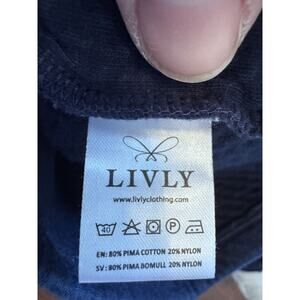 LIVLY
www.livlyclothing.com
40 P
EN: 80% PIMA COTTON 20% NYLON
SV: 80% PIMA BOMULL 20% NYLON